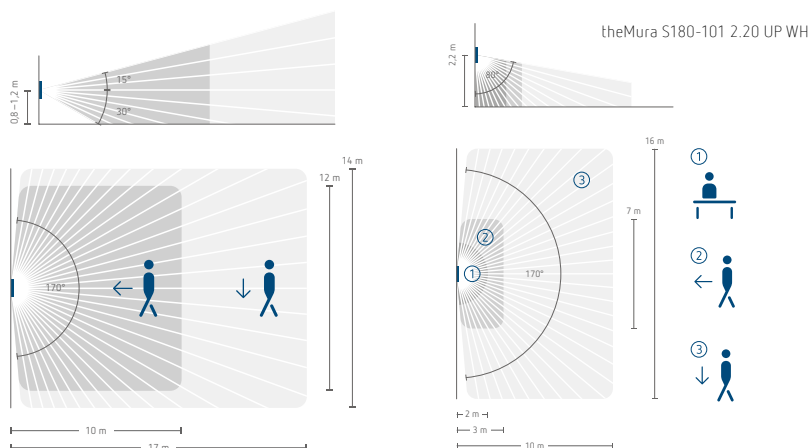 theMura S180-101 2.20 UP WH
15°
30°
0,8–1,2 m
80°
2,2 m
14 m
12 m
170°
10 m
17 m
16 m
7 m
1
2
3
170°
2 m
3 m
10 m
1
2
3